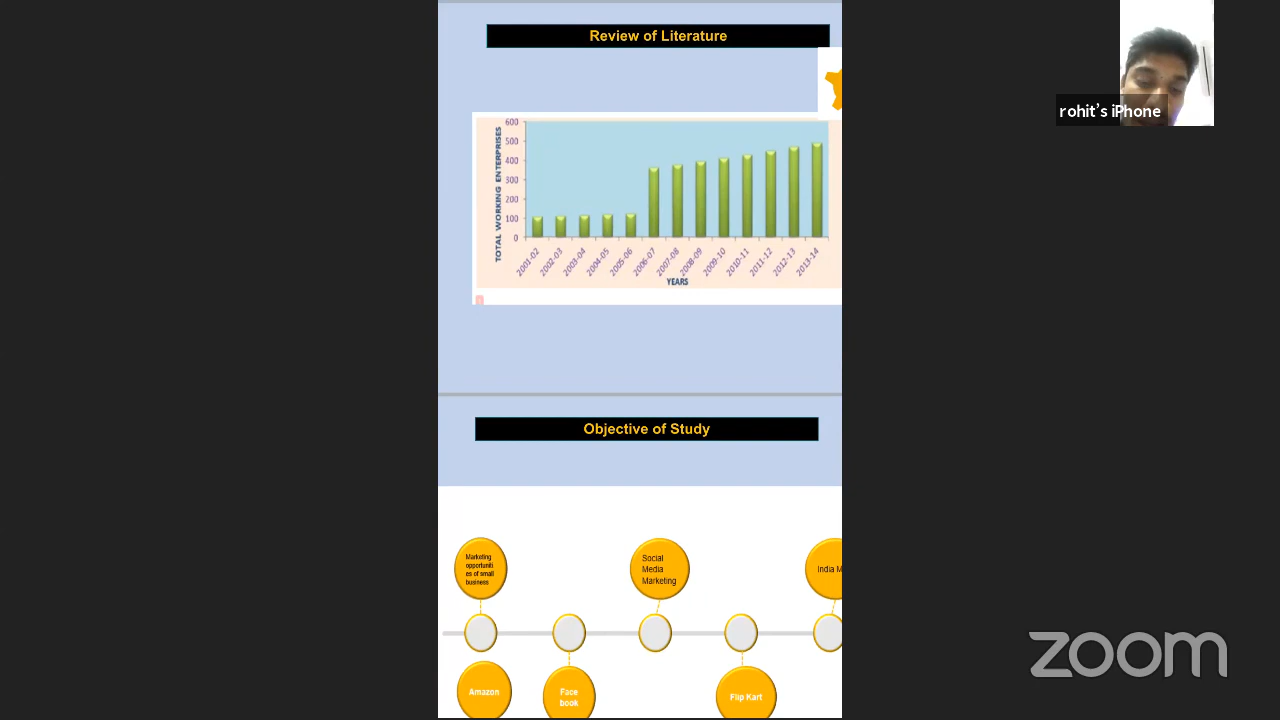 Review of Literature
rohit's iPhone
TOTAL WORKING ENTERPRISES
600
500
400
300
200
100
0
2001-02
2002-03
2003-04
2004-05
2005-06
2006-07
2007-08
2008-09
2009-10
2010-11
2011-12
2012-13
2013-14
YEARS
Objective of Study
Marketing
opportuniti
es of small
business
Social
Media
Marketing
India M
Amazon
Face
book
Flip Kart
zoom